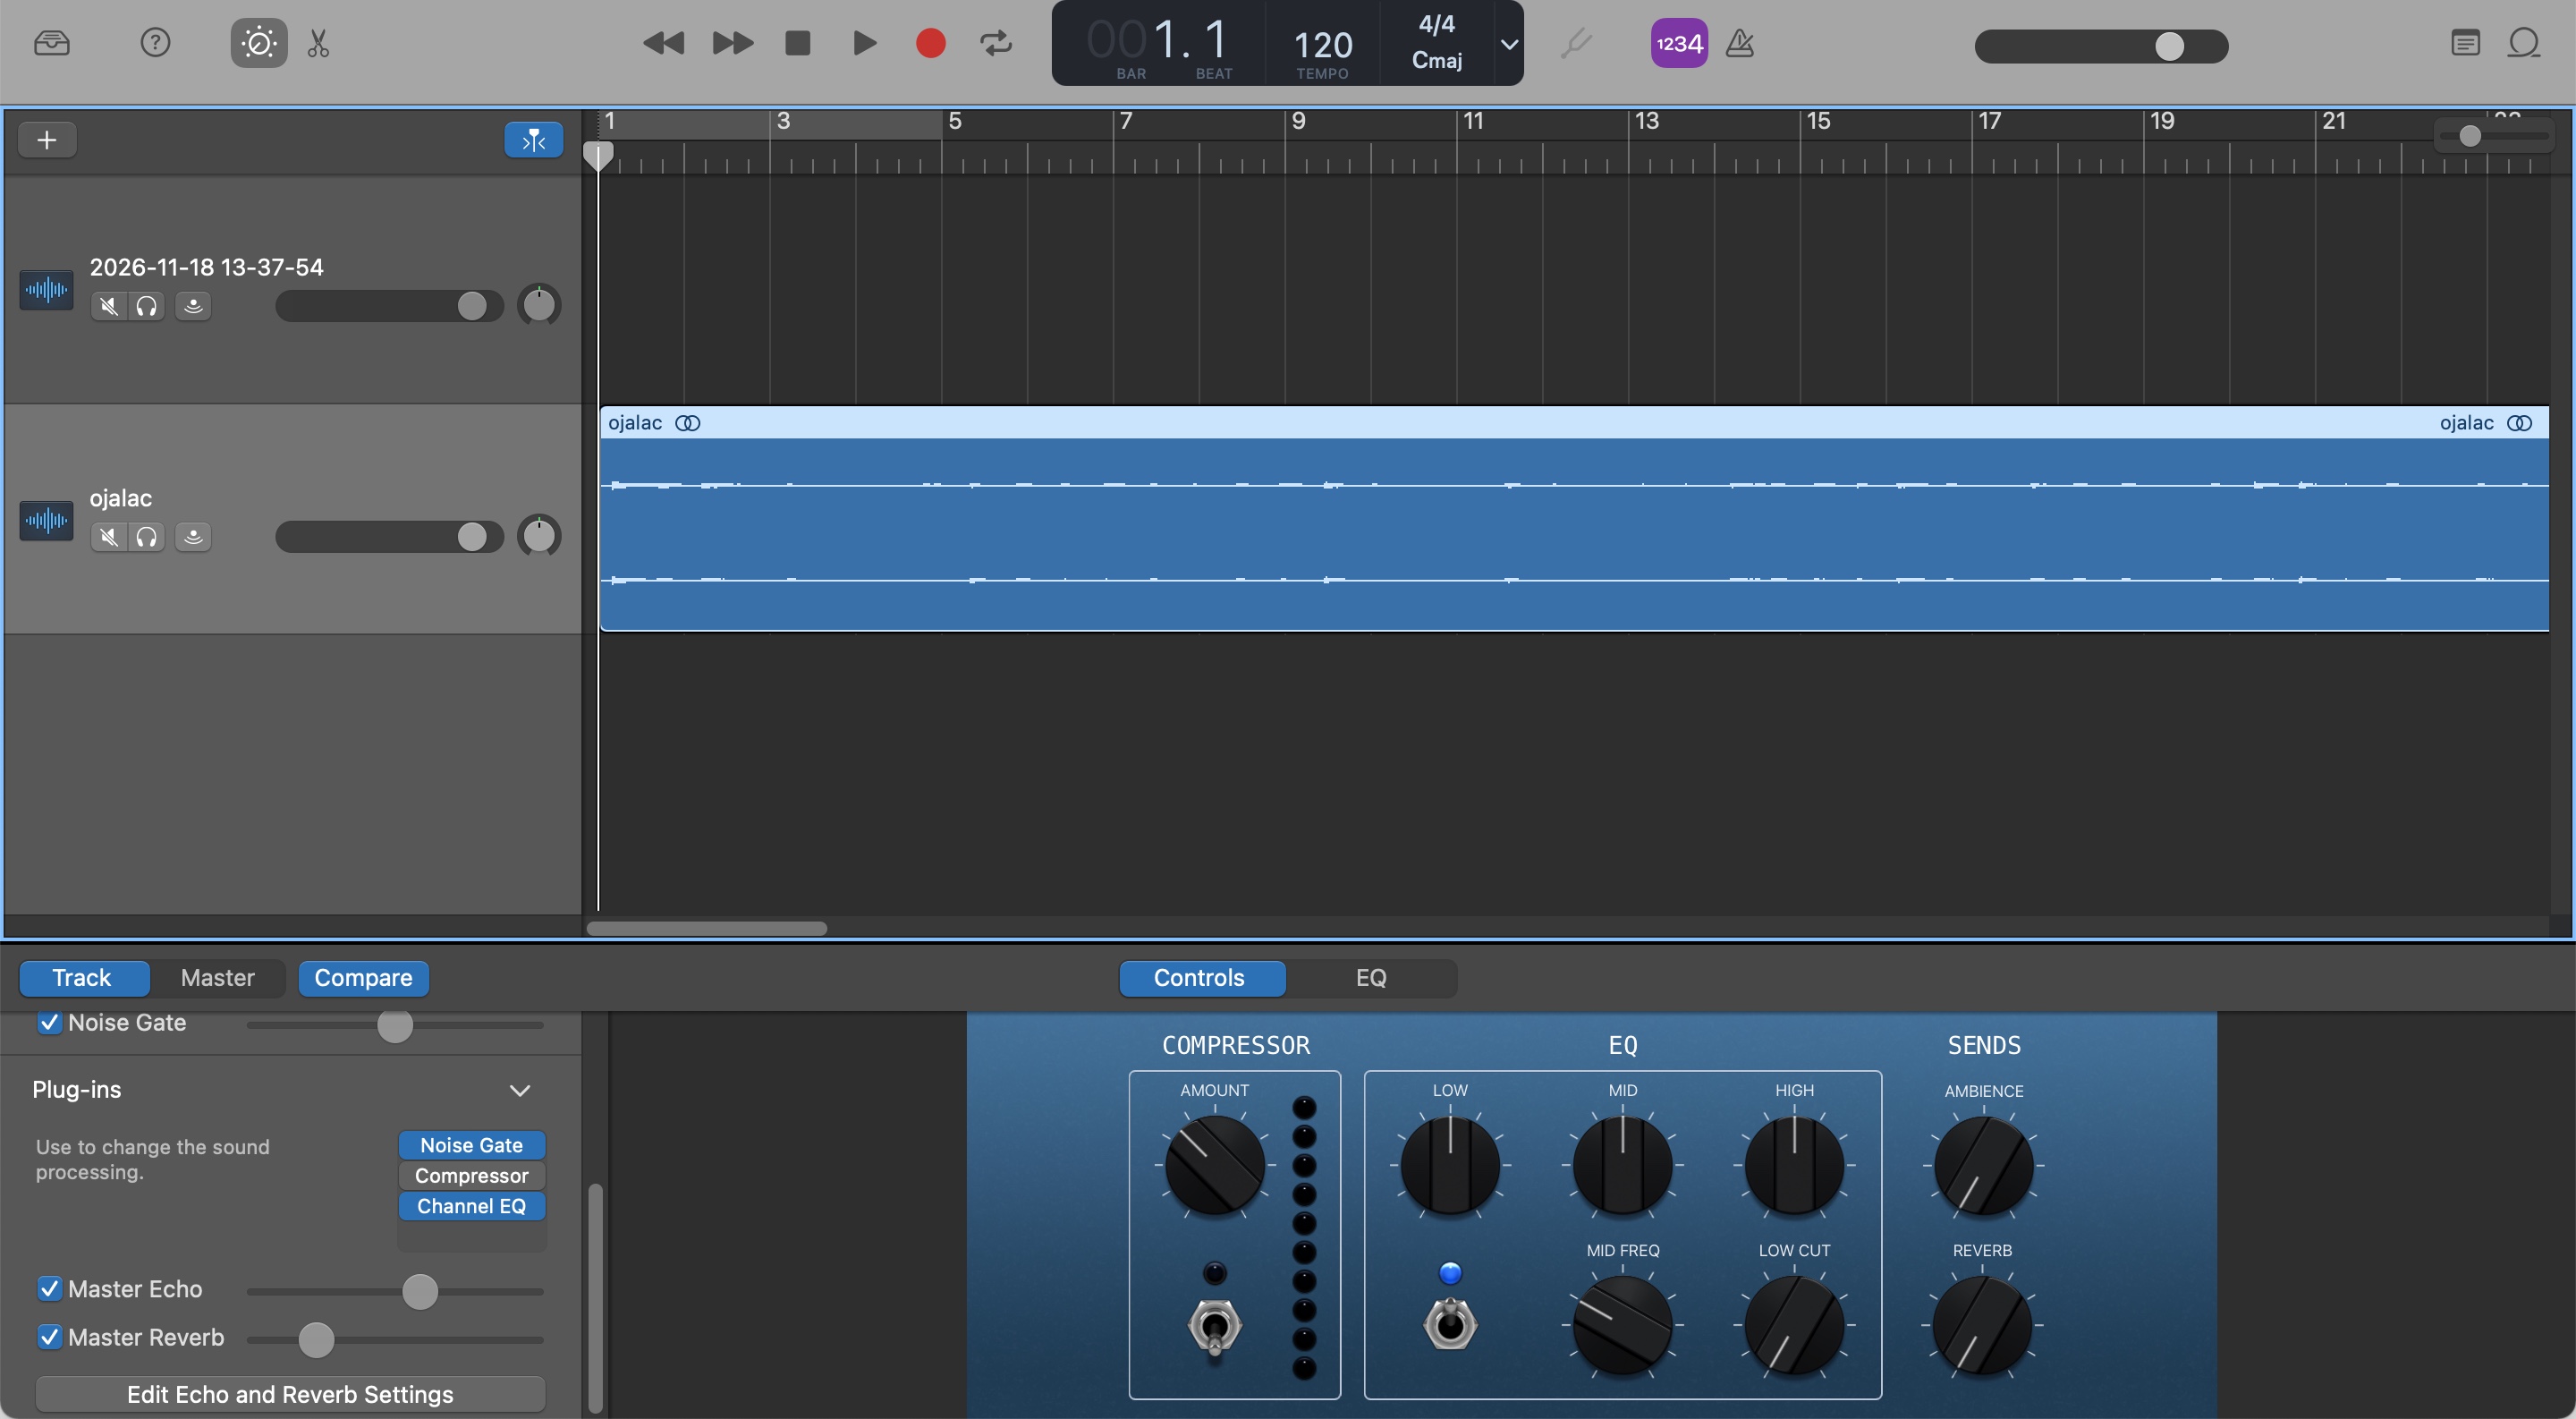 001. 1
BAR BEAT
120
TEMPO
4/4
Cmaj
1234
1 3 5 7 9 11 13 15 17 19 21
2026-11-18 13-37-54
ojalac
ojalac ojalac
Track Master Compare
Controls EQ
Noise Gate
Plug-ins
Use to change the sound
processing.
Noise Gate
Compressor
Channel EQ
Master Echo
Master Reverb
Edit Echo and Reverb Settings
COMPRESSOR EQ SENDS
AMOUNT LOW MID HIGH AMBIENCE
MID FREQ LOW CUT REVERB